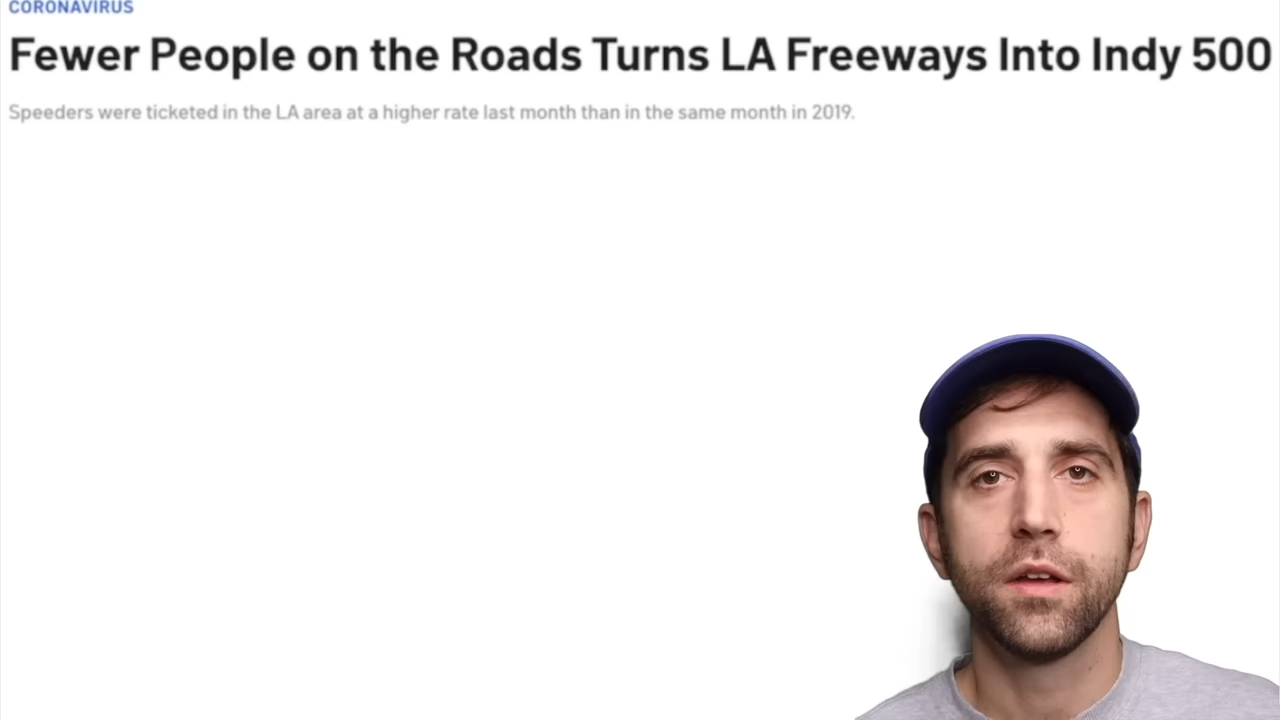 CORONAVIRUS
Fewer People on the Roads Turns LA Freeways Into Indy 500
Speeders were ticketed in the LA area at a higher rate last month than in the same month in 2019.